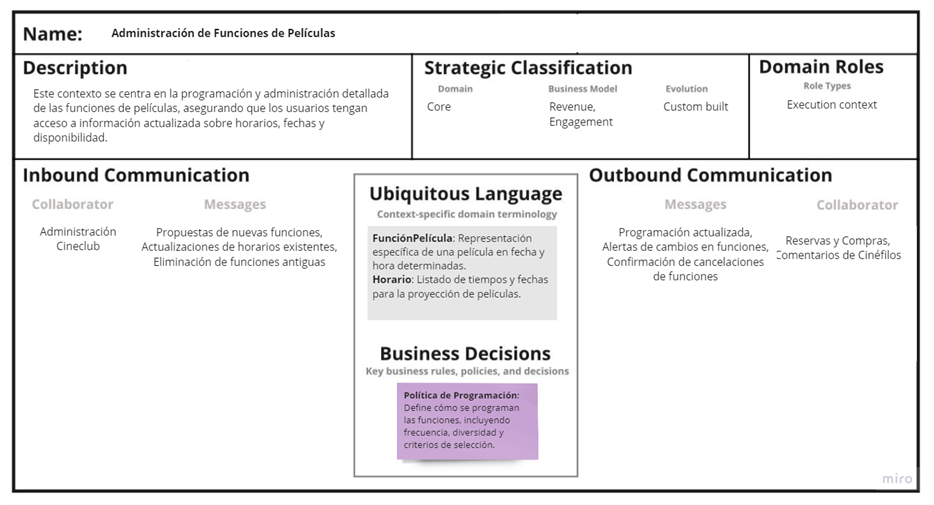 Name: Administración de Funciones de Películas
Description
Este contexto se centra en la programación y administración detallada
de las funciones de películas, asegurando que los usuarios tengan
acceso a información actualizada sobre horarios, fechas y
disponibilidad.
Strategic Classification
Domain
Core
Business Model
Revenue,
Engagement
Evolution
Custom built
Domain Roles
Role Types
Execution context
Inbound Communication
Collaborator
Administración
Cineclub
Messages
Propuestas de nuevas funciones,
Actualizaciones de horarios existentes,
Eliminación de funciones antiguas
Ubiquitous Language
Context-specific domain terminology
FunciónPelícula: Representación
específica de una película en fecha y
hora determinadas.
Horario: Listado de tiempos y fechas
para la proyección de películas.
Business Decisions
Key business rules, policies, and decisions
Política de Programación:
Define cómo se programan
las funciones, incluyendo
frecuencia, diversidad y
criterios de selección.
Outbound Communication
Messages
Programación actualizada,
Alertas de cambios en funciones,
Confirmación de cancelaciones
de funciones
Collaborator
Reservas y Compras,
Comentarios de Cinéfilos
miro